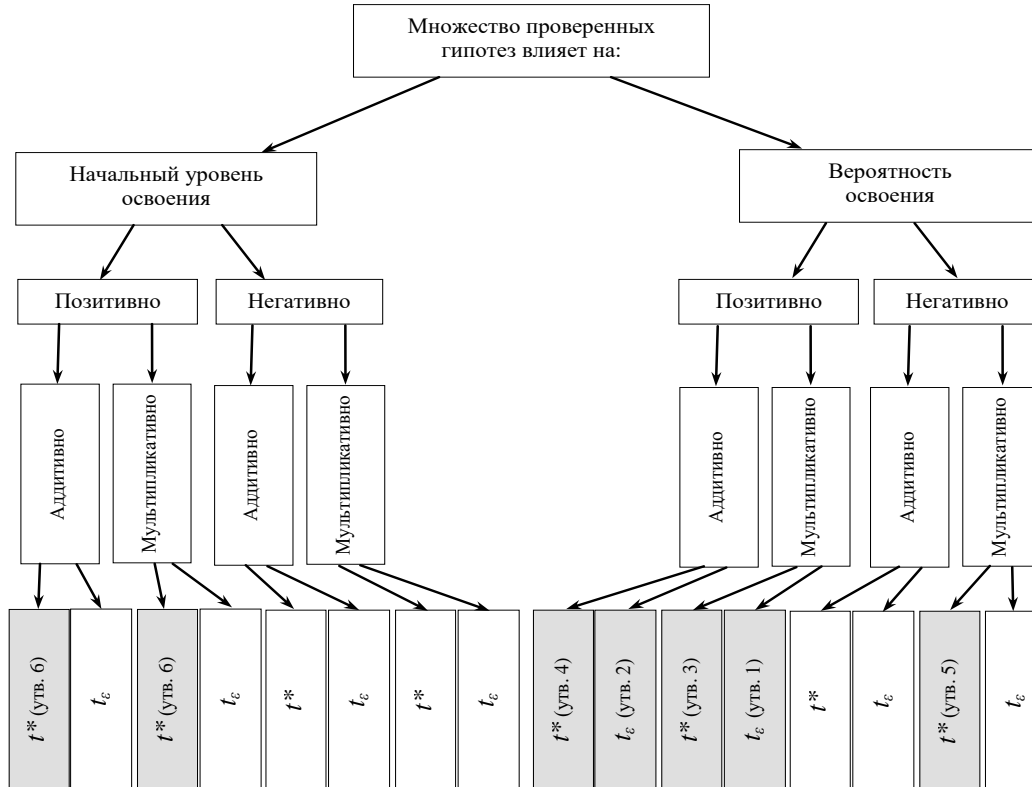 Множество проверенных
гипотез влияет на:
Начальный уровень
освоения
Вероятность
освоения
Позитивно
Негативно
Позитивно
Негативно
Аддитивно
Мультипликативно
Аддитивно
Мультипликативно
Аддитивно
Мультипликативно
Аддитивно
Мультипликативно
t* (утв. 6)
tε
t* (утв. 6)
tε
t*
tε
t*
tε
t* (утв. 4)
tε (утв. 2)
t* (утв. 3)
tε (утв. 1)
t*
tε
t* (утв. 5)
tε